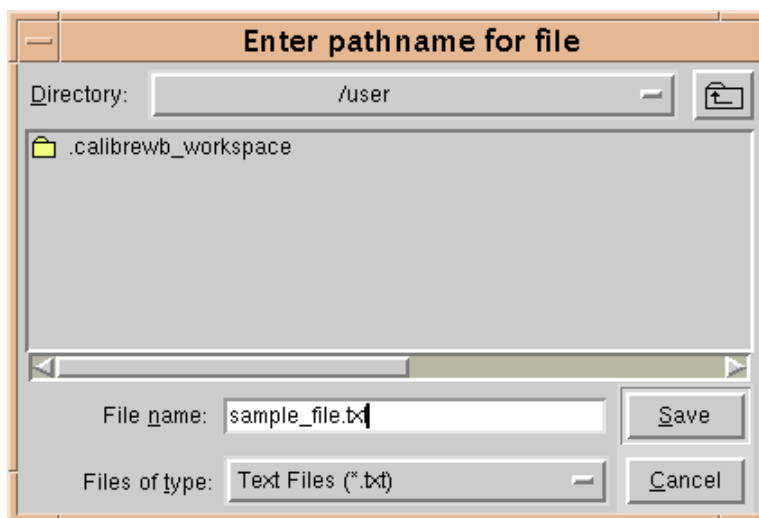 Enter pathname for file
Directory: /user
.calibrewb_workspace
File name: sample_file.txt Save
Files of type: Text Files (*.txt) Cancel